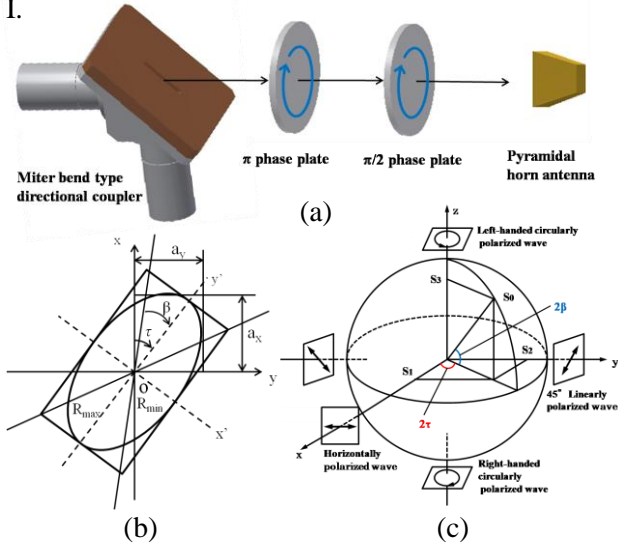 I.
Miter bend type
directional coupler
π phase plate
π/2 phase plate
Pyramidal
horn antenna
(a)
x
a_y
y'
β
τ
a_x
O
y
R_max
R_min
x'
(b)
z
Left-handed circularly
polarized wave
S3
S0
2β
S1
S2
y
2τ
45° Linearly
polarized wave
x
Horizontally
polarized wave
Right-handed
circularly
polarized wave
(c)